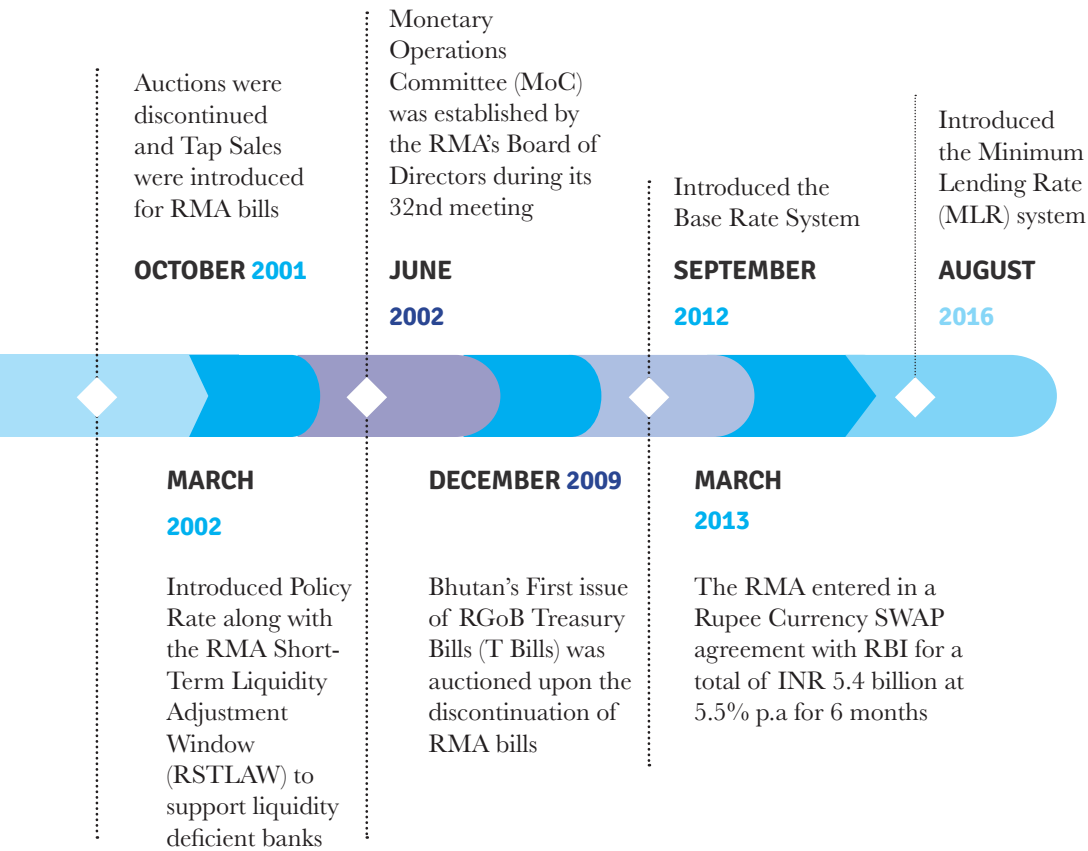 Auctions were
discontinued
and Tap Sales
were introduced
for RMA bills
OCTOBER 2001
Monetary
Operations
Committee (MoC)
was established by
the RMA's Board of
Directors during its
32nd meeting
JUNE
2002
Introduced the
Base Rate System
SEPTEMBER
2012
Introduced
the Minimum
Lending Rate
(MLR) system
AUGUST
2016
MARCH
2002
Introduced Policy
Rate along with
the RMA Short-
Term Liquidity
Adjustment
Window
(RSTLAW) to
support liquidity
deficient banks
DECEMBER 2009
Bhutan's First issue
of RGoB Treasury
Bills (T Bills) was
auctioned upon the
discontinuation of
RMA bills
MARCH
2013
The RMA entered in a
Rupee Currency SWAP
agreement with RBI for a
total of INR 5.4 billion at
5.5% p.a for 6 months